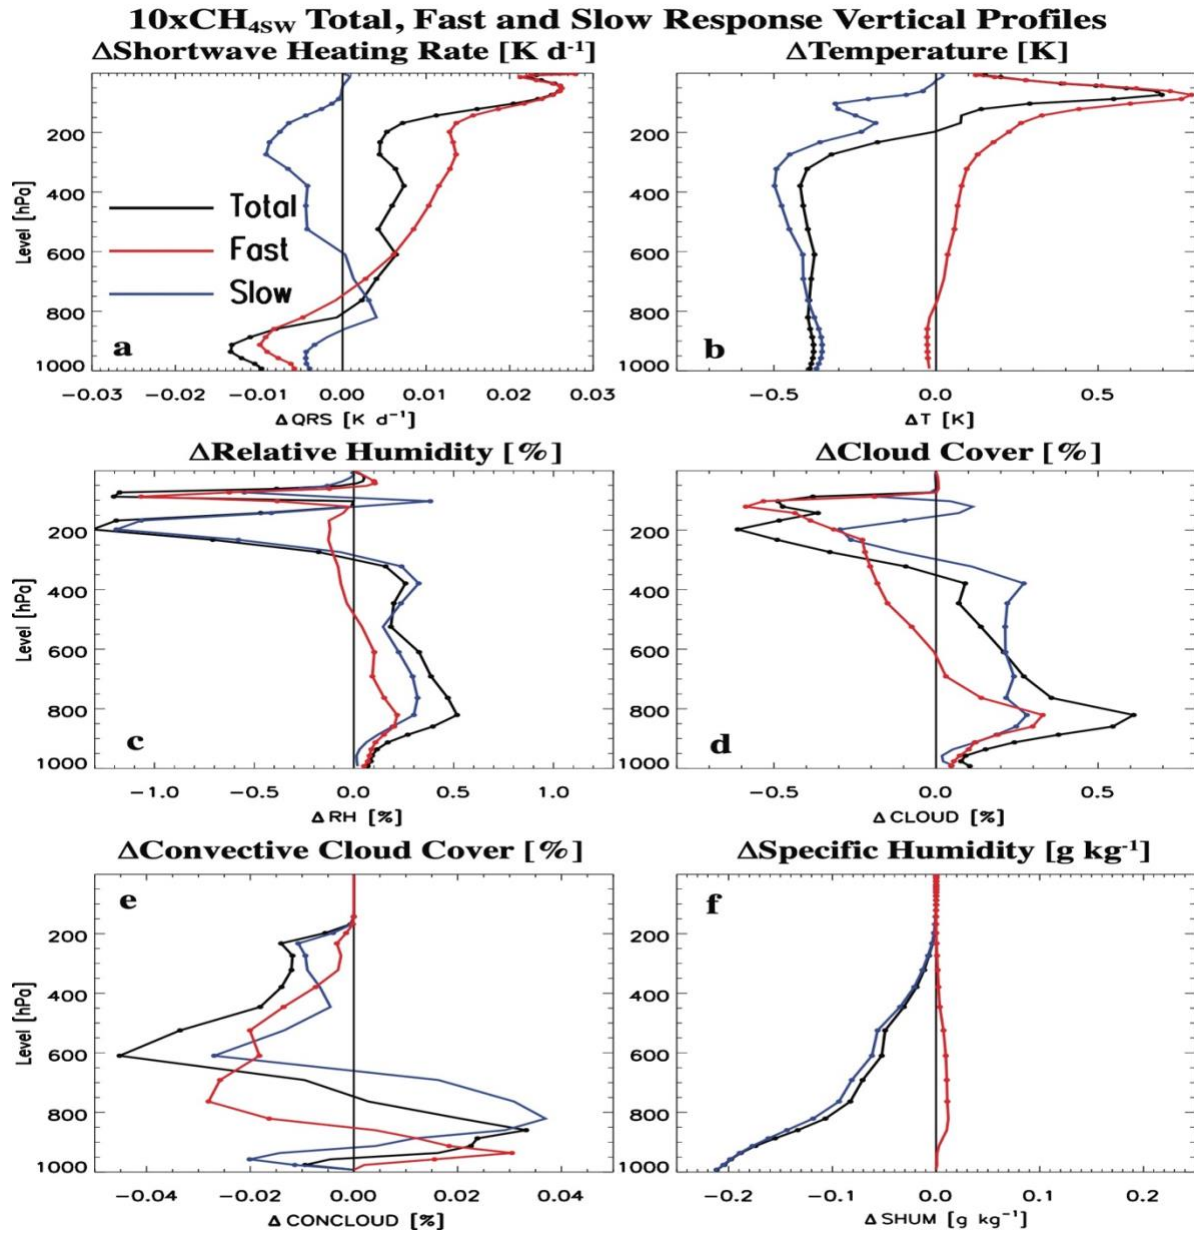 10xCH₄SW Total, Fast and Slow Response Vertical Profiles
ΔShortwave Heating Rate [K d⁻¹]
ΔTemperature [K]
Level [hPa]
200
400
600
800
1000
Total
Fast
Slow
a
-0.03 -0.02 -0.01 0.00 0.01 0.02 0.03
ΔQRS [K d⁻¹]
200
400
600
800
1000
b
-0.5 0.0 0.5
ΔT [K]
ΔRelative Humidity [%]
ΔCloud Cover [%]
Level [hPa]
200
400
600
800
1000
c
-1.0 -0.5 0.0 0.5 1.0
ΔRH [%]
200
400
600
800
1000
d
-0.5 0.0 0.5
ΔCLOUD [%]
ΔConvective Cloud Cover [%]
ΔSpecific Humidity [g kg⁻¹]
Level [hPa]
e
200
400
600
800
1000
-0.04 -0.02 0.00 0.02 0.04
ΔCONCLOUD [%]
f
200
400
600
800
1000
-0.2 -0.1 0.0 0.1 0.2
ΔSHUM [g kg⁻¹]